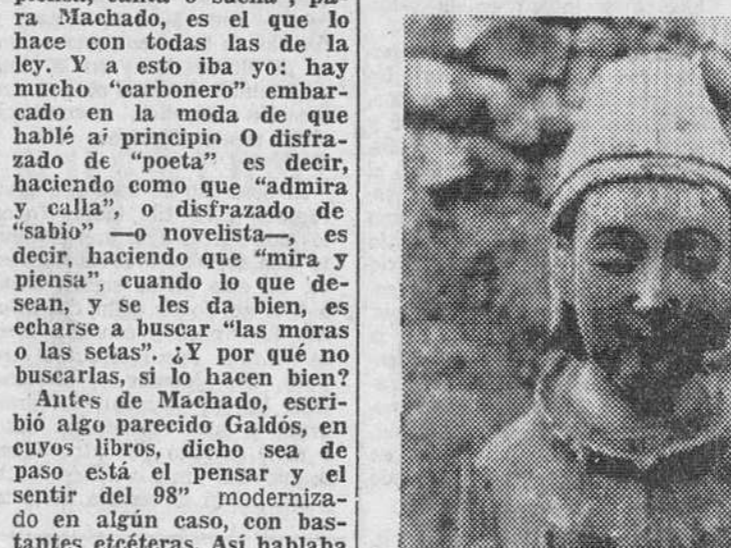 piensa, canta o sueña", pa-
ra Machado, es el que lo
hace con todas las de la
ley. Y a esto iba yo: hay
mucho "carbonero" embar-
cado en la moda de que
hablé al principio O disfra-
zado de "poeta" es decir,
haciendo como que "admira
y calla", o disfrazado de
"sabio" —o novelista—, es
decir, haciendo que "mira y
piensa", cuando lo que de-
sean, y se les da bien, es
echarse a buscar "las moras
o las setas". ¿Y por qué no
buscarlas, si lo hacen bien?
Antes de Machado, escri-
bió algo parecido Galdós, en
cuyos libros, dicho sea de
paso está el pensar y el
sentir del 98" moderniza-
do en algún caso, con bas-
tantes etcéteras. Así hablaba